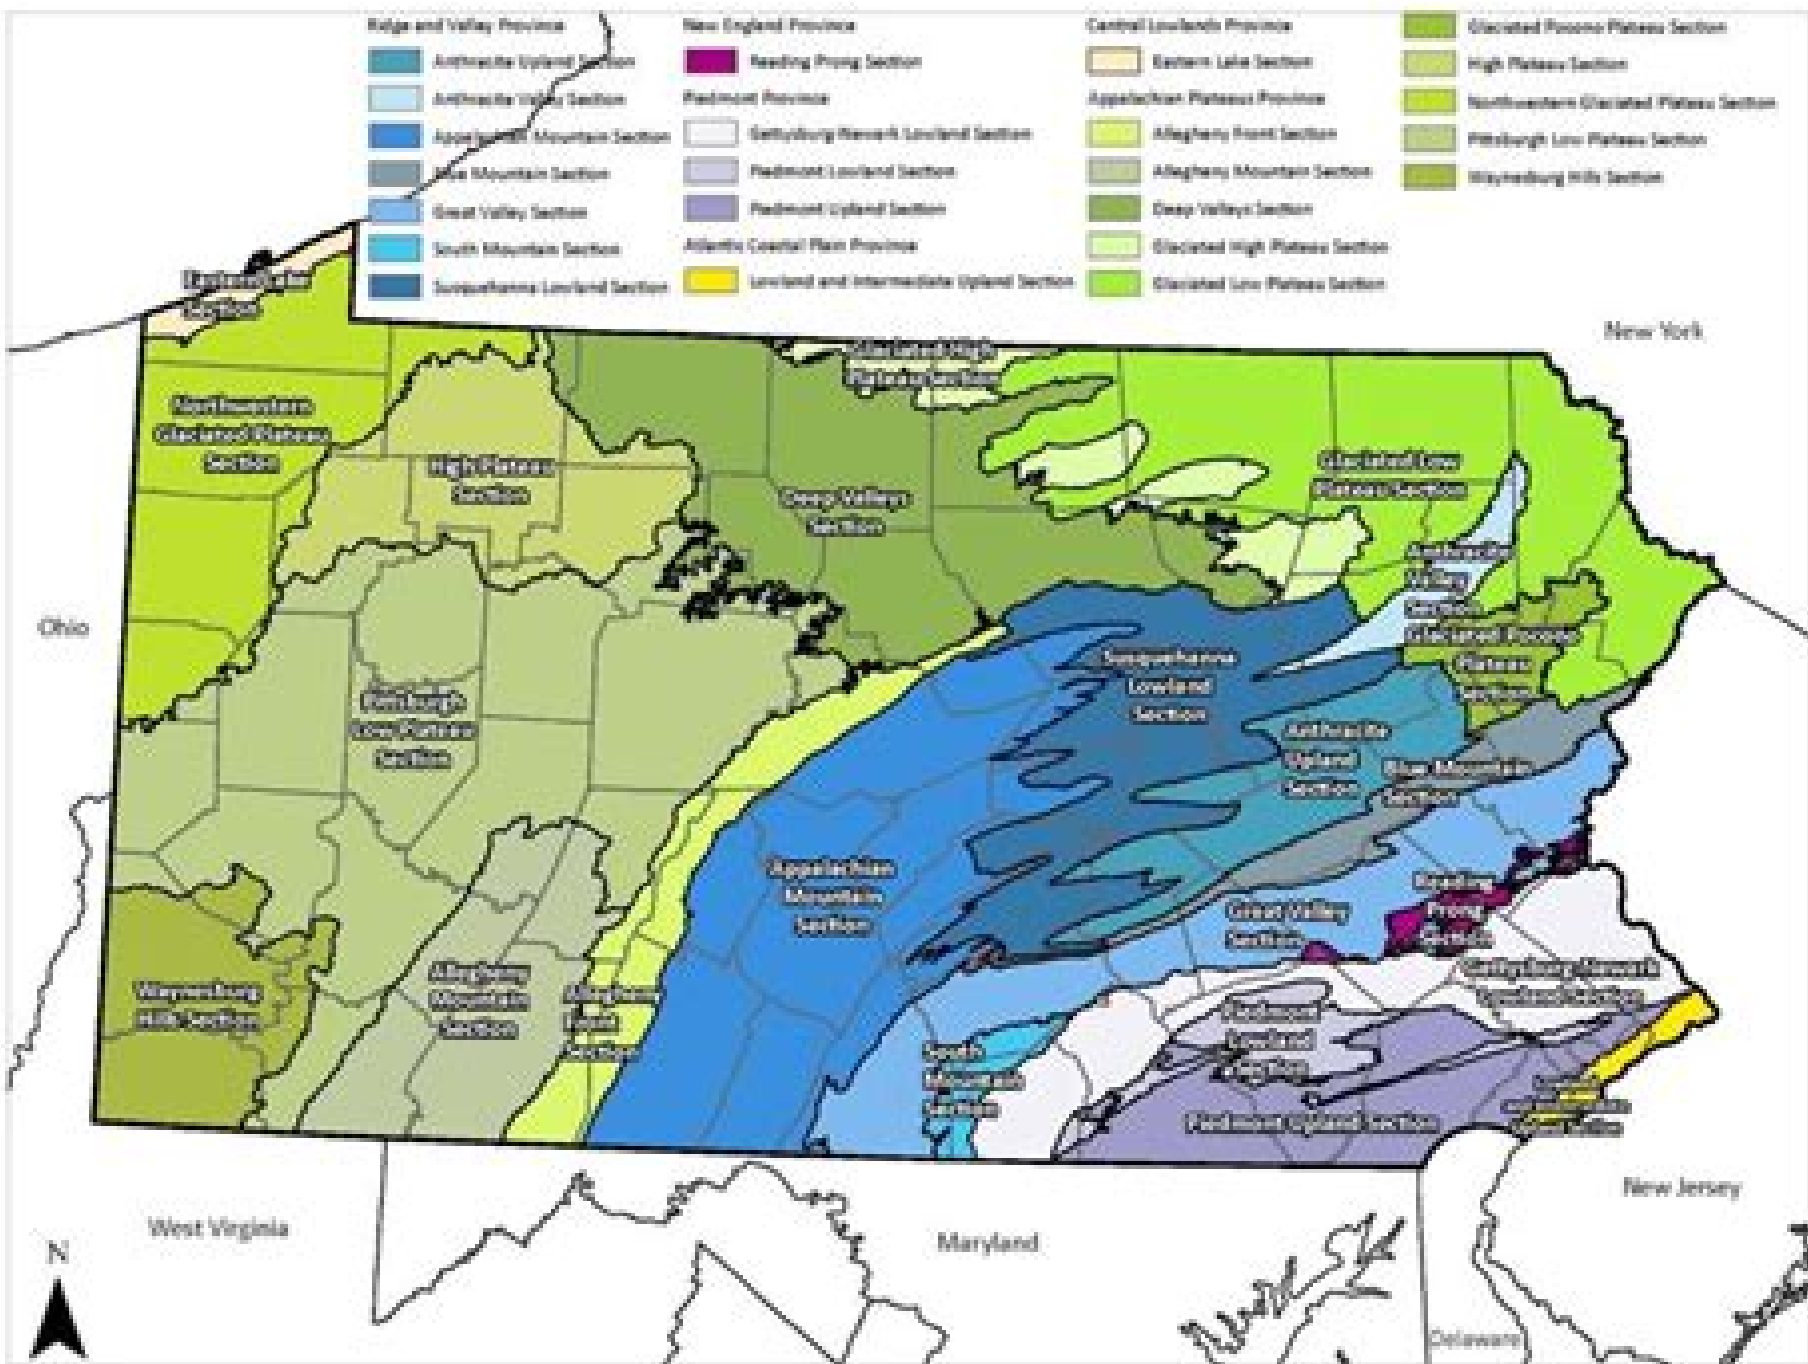 Ridge and Valley Province
Anthracite Upland Section
Anthracite Valley Section
Appalachian Mountain Section
Blue Mountain Section
Great Valley Section
South Mountain Section
Susquehanna Lowland Section
New England Province
Reading Prong Section
Piedmont Province
Gettysburg-Newark Lowland Section
Piedmont Lowland Section
Piedmont Upland Section
Atlantic Coastal Plain Province
Lowland and Intermediate Upland Section
Central Lowlands Province
Eastern Lake Section
Appalachian Plateaus Province
Allegheny Front Section
Allegheny Mountain Section
Deep Valleys Section
Glaciated High Plateau Section
Glaciated Low Plateau Section
Glaciated Pocono Plateau Section
High Plateau Section
Northwestern Glaciated Plateau Section
Pittsburgh Low Plateau Section
Waynesburg Hills Section
Eastern Lake
Section
New York
Glaciated High
Plateau Section
Northwestern
Glaciated Plateau
Section
High Plateau
Section
Deep Valleys
Section
Glaciated Low
Plateau Section
Anthracite
Valley
Section
Ohio
Glaciated Pocono
Plateau
Section
Susquehanna
Lowland
Section
Pittsburgh
Low Plateau
Section
Anthracite
Upland
Section
Blue Mountain
Section
Appalachian
Mountain
Section
Reading
Prong
Section
Great Valley
Section
Gettysburg-Newark
Lowland Section
Waynesburg
Hills Section
Allegheny
Mountain
Section
Allegheny
Front
Section
Piedmont
Lowland
Section
South
Mountain
Section
Piedmont Upland Section
Lowland
Upland Section
New Jersey
West Virginia
Maryland
N
Delaware